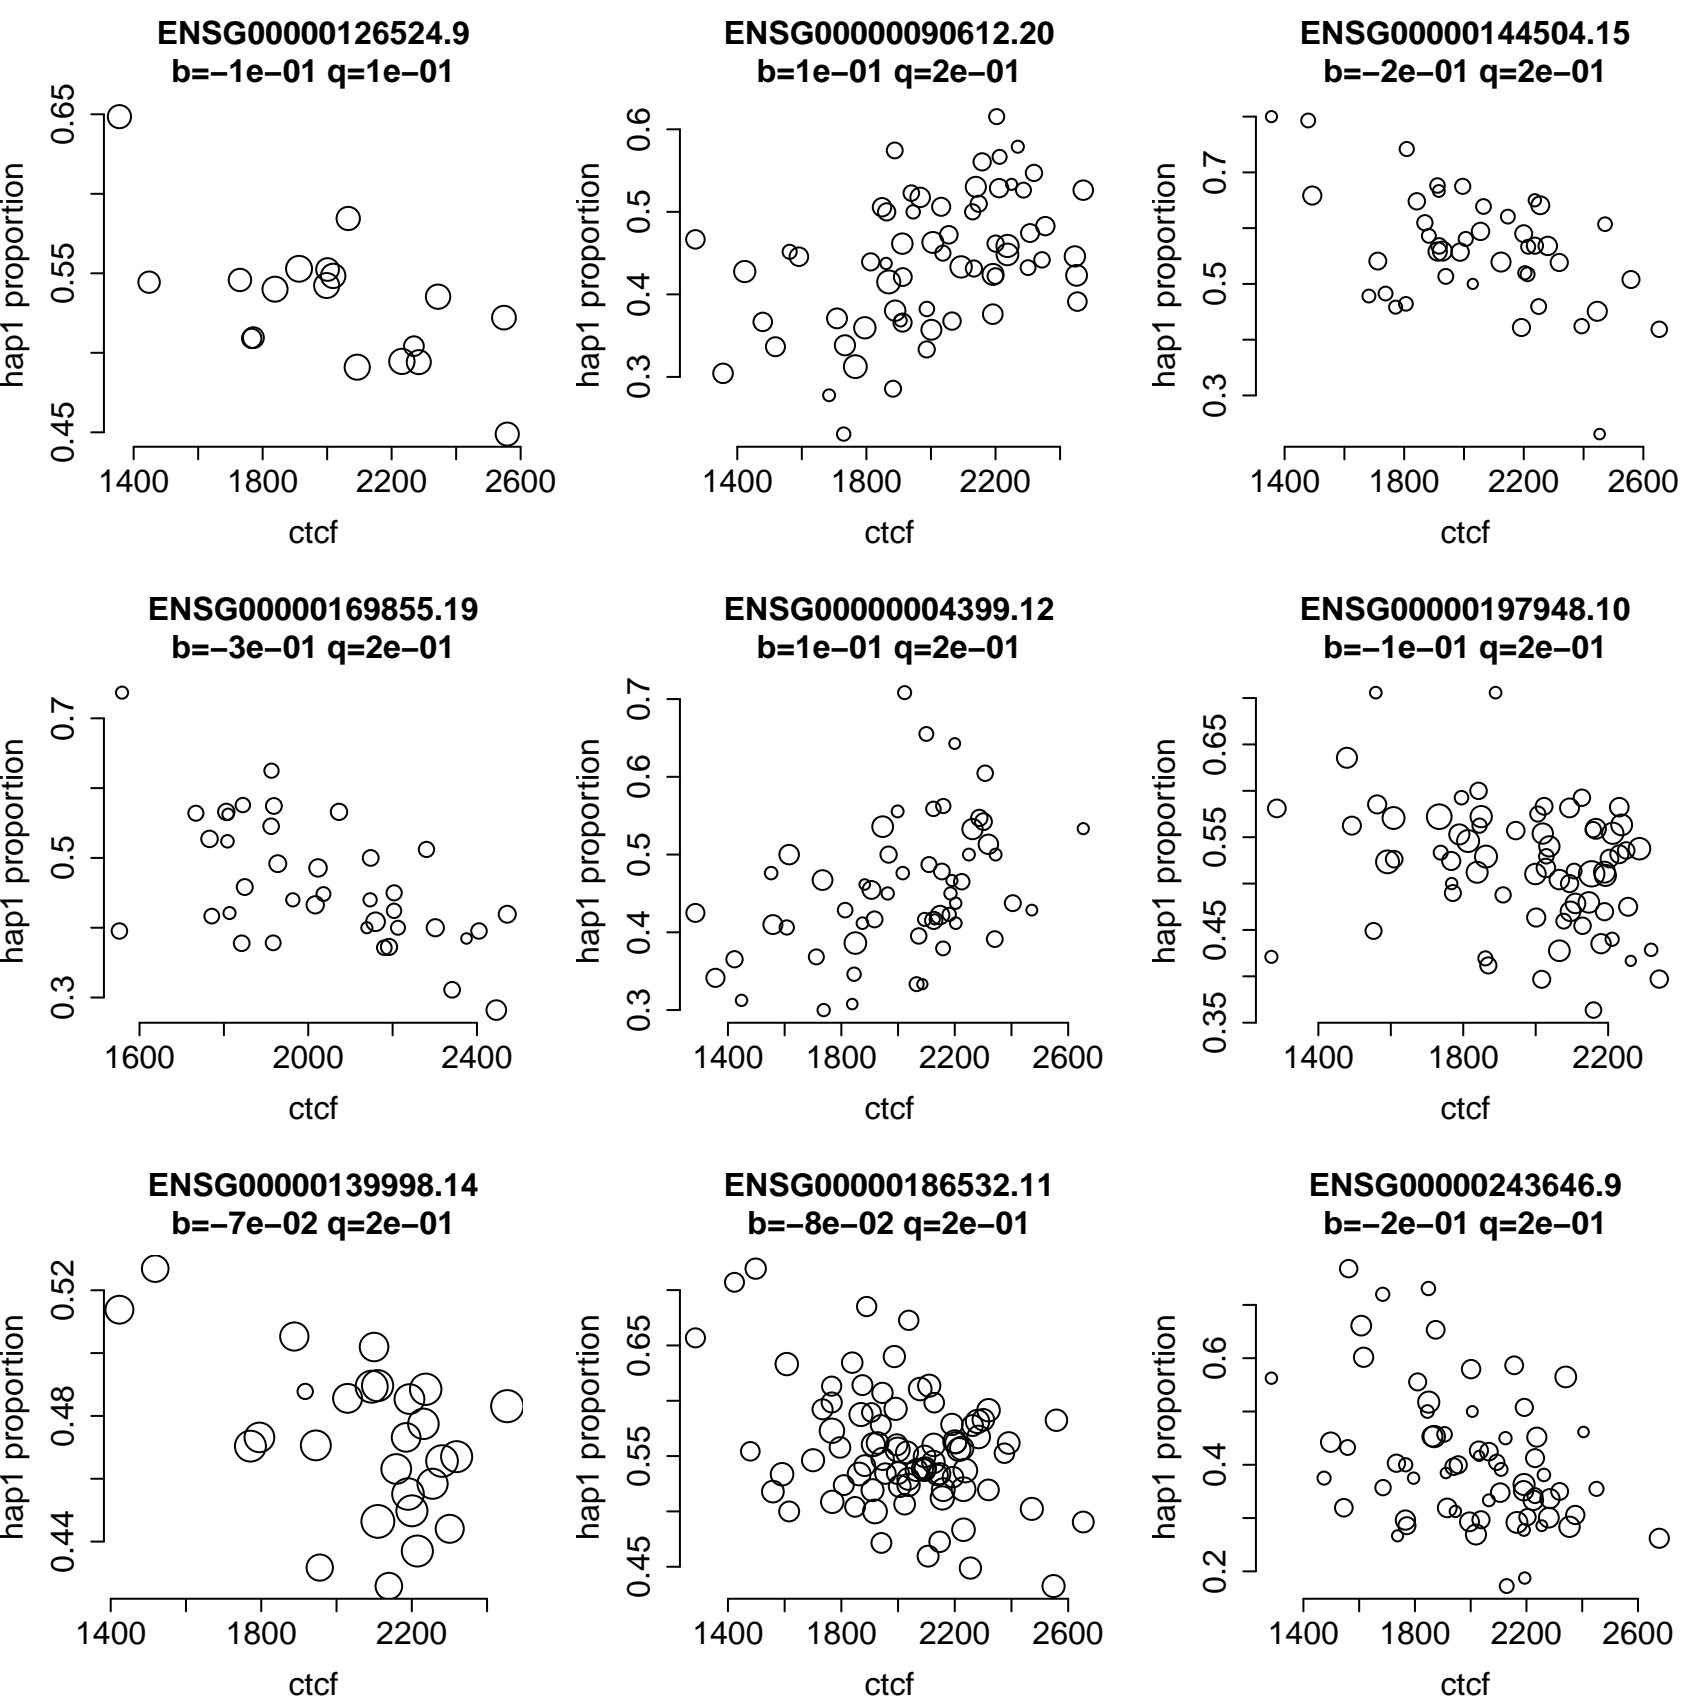 ENSG00000126524.9
b=−1e−01 q=1e−01
hap1 proportion
0.65
0.55
0.45
1400 1800 2200 2600
ctcf
ENSG00000090612.20
b=1e−01 q=2e−01
hap1 proportion
0.6
0.5
0.4
0.3
1400 1800 2200
ctcf
ENSG00000144504.15
b=−2e−01 q=2e−01
hap1 proportion
0.7
0.5
0.3
1400 1800 2200 2600
ctcf
ENSG00000169855.19
b=−3e−01 q=2e−01
hap1 proportion
0.7
0.5
0.3
1600 2000 2400
ctcf
ENSG00000004399.12
b=1e−01 q=2e−01
hap1 proportion
0.7
0.6
0.5
0.4
0.3
1400 1800 2200 2600
ctcf
ENSG00000197948.10
b=−1e−01 q=2e−01
hap1 proportion
0.65
0.55
0.45
0.35
1400 1800 2200
ctcf
ENSG00000139998.14
b=−7e−02 q=2e−01
hap1 proportion
0.52
0.48
0.44
1400 1800 2200
ctcf
ENSG00000186532.11
b=−8e−02 q=2e−01
hap1 proportion
0.65
0.55
0.45
1400 1800 2200 2600
ctcf
ENSG00000243646.9
b=−2e−01 q=2e−01
hap1 proportion
0.6
0.4
0.2
1400 1800 2200 2600
ctcf